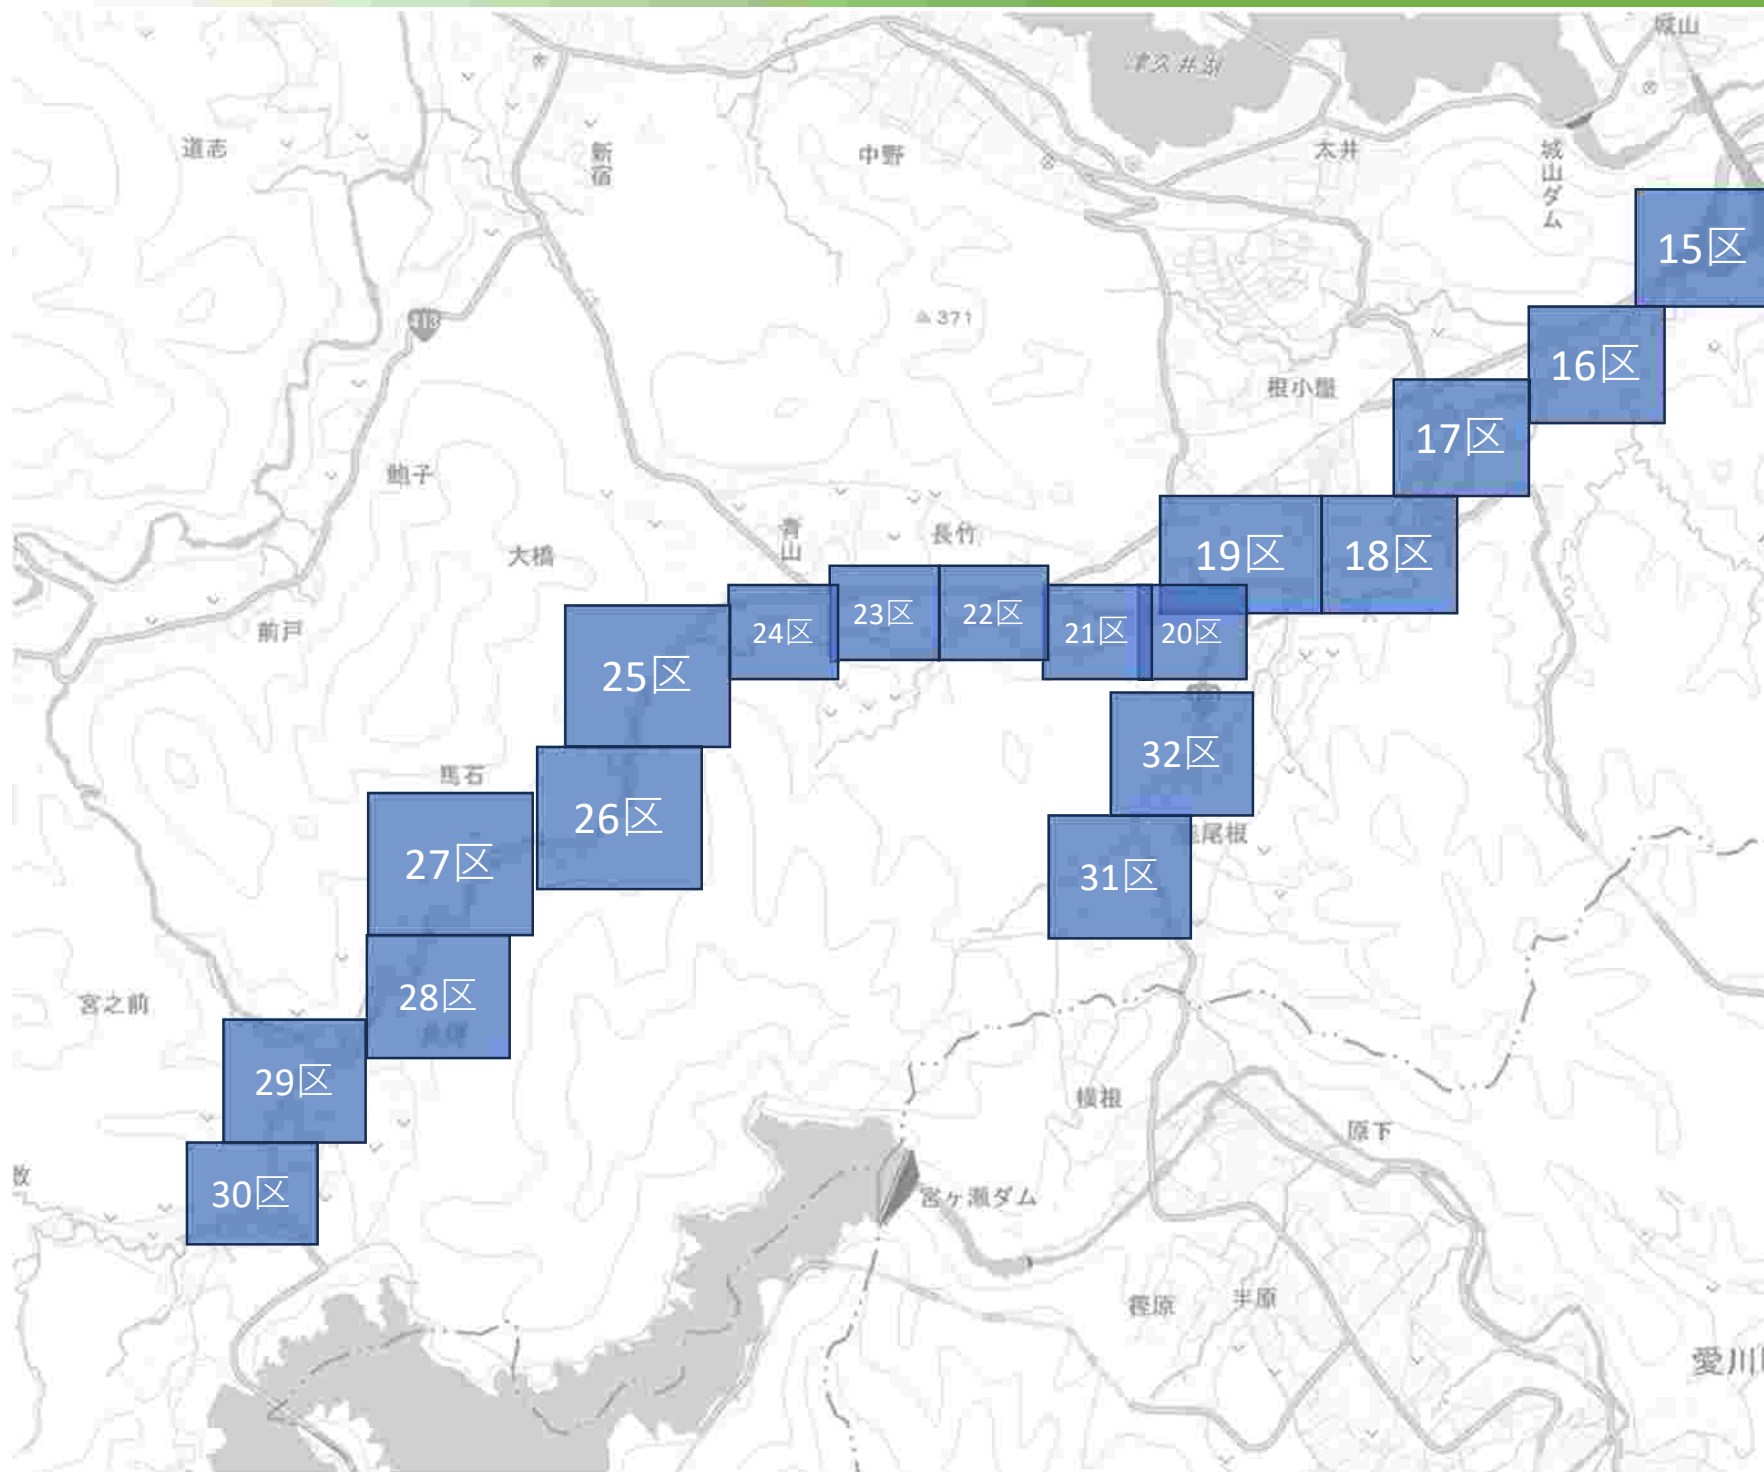 城山
津久井湖
道志
新宿
中野
太井
城山ダム
15区
413
371
16区
根小屋
17区
鮑子
青山
長竹
大橋
19区
18区
前戸
23区
22区
24区
21区
20区
25区
32区
馬石
26区
尾根
27区
31区
28区
宮之前
29区
横根
原下
30区
宮ヶ瀬ダム
半原
愛川